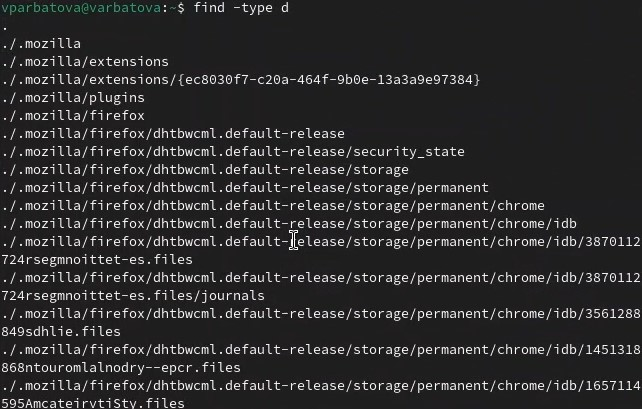 vparbatova@varbatova:~$ find -type d
.
./.mozilla
./.mozilla/extensions
./.mozilla/extensions/{ec8030f7-c20a-464f-9b0e-13a3a9e97384}
./.mozilla/plugins
./.mozilla/firefox
./.mozilla/firefox/dhtbwcml.default-release
./.mozilla/firefox/dhtbwcml.default-release/security_state
./.mozilla/firefox/dhtbwcml.default-release/storage
./.mozilla/firefox/dhtbwcml.default-release/storage/permanent
./.mozilla/firefox/dhtbwcml.default-release/storage/permanent/chrome
./.mozilla/firefox/dhtbwcml.default-release/storage/permanent/chrome/idb
./.mozilla/firefox/dhtbwcml.default-release/storage/permanent/chrome/idb/3870112
724rsegmnoittet-es.files
./.mozilla/firefox/dhtbwcml.default-release/storage/permanent/chrome/idb/3870112
724rsegmnoittet-es.files/journals
./.mozilla/firefox/dhtbwcml.default-release/storage/permanent/chrome/idb/3561288
849sdhlie.files
./.mozilla/firefox/dhtbwcml.default-release/storage/permanent/chrome/idb/1451318
868ntouromlalnodry--epcr.files
./.mozilla/firefox/dhtbwcml.default-release/storage/permanent/chrome/idb/1657114
595AmcateirvtiSty.files